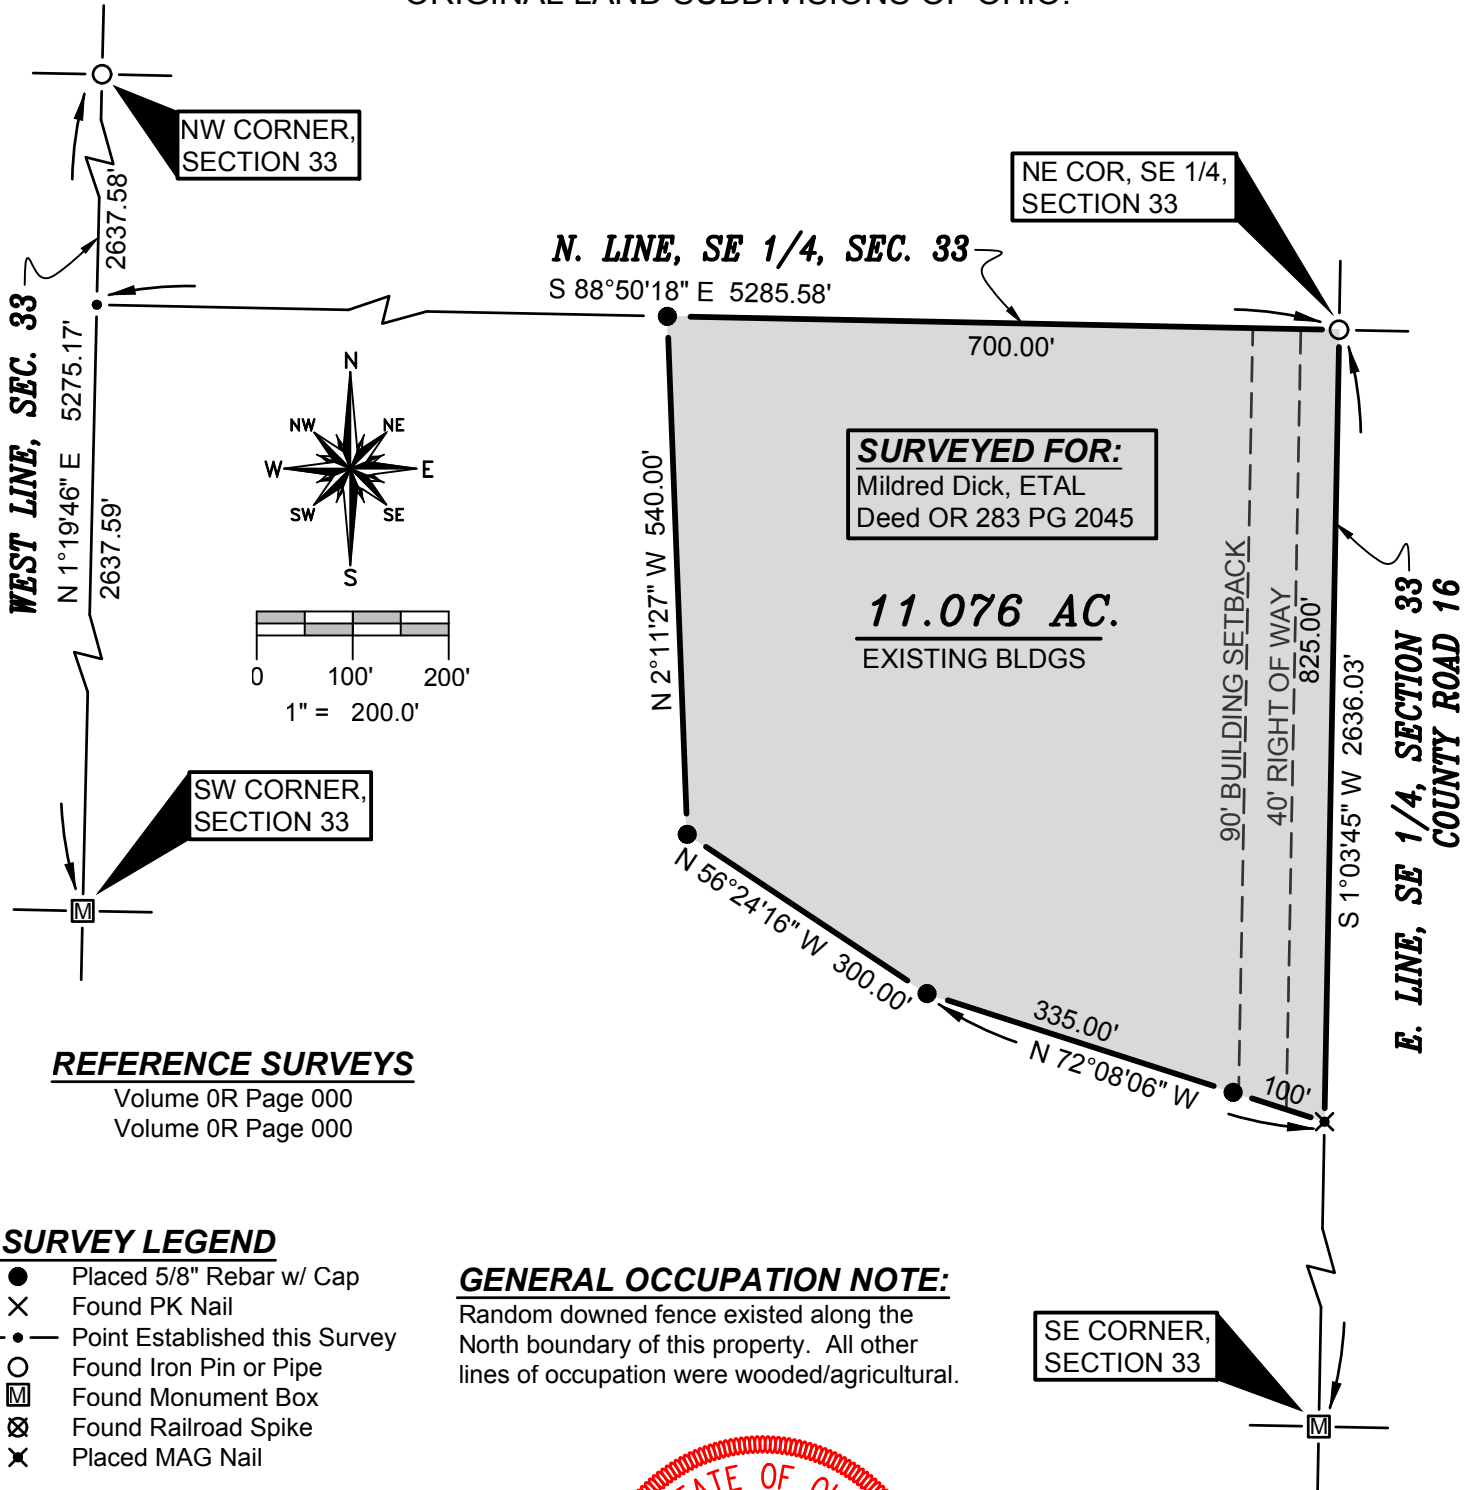 ORIGINAL LAND SUBDIVISIONS OF OHIO.
NW CORNER,
SECTION 33
NE COR, SE 1/4,
SECTION 33
2637.58'
N. LINE, SE 1/4, SEC. 33
S 88°50'18" E 5285.58'
700.00'
WEST LINE, SEC. 33
N 1°19'46" E 5275.17'
2637.59'
N
NW
NE
W
E
SW
SE
S
0 100' 200'
1" = 200.0'
N 2°11'27" W 540.00'
SURVEYED FOR:
Mildred Dick, ETAL
Deed OR 283 PG 2045
11.076 AC.
EXISTING BLDGS
90' BUILDING SETBACK
40' RIGHT OF WAY
825.00'
S 1°03'45" W 2636.03'
E. LINE, SE 1/4, SECTION 33
COUNTY ROAD 16
SW CORNER,
SECTION 33
M
N 56°24'16" W 300.00'
335.00'
N 72°08'06" W
100'
REFERENCE SURVEYS
Volume 0R Page 000
Volume 0R Page 000
SURVEY LEGEND
Placed 5/8" Rebar w/ Cap
Found PK Nail
Point Established this Survey
Found Iron Pin or Pipe
M Found Monument Box
Found Railroad Spike
Placed MAG Nail
GENERAL OCCUPATION NOTE:
Random downed fence existed along the
North boundary of this property. All other
lines of occupation were wooded/agricultural.
SE CORNER,
SECTION 33
M
OF